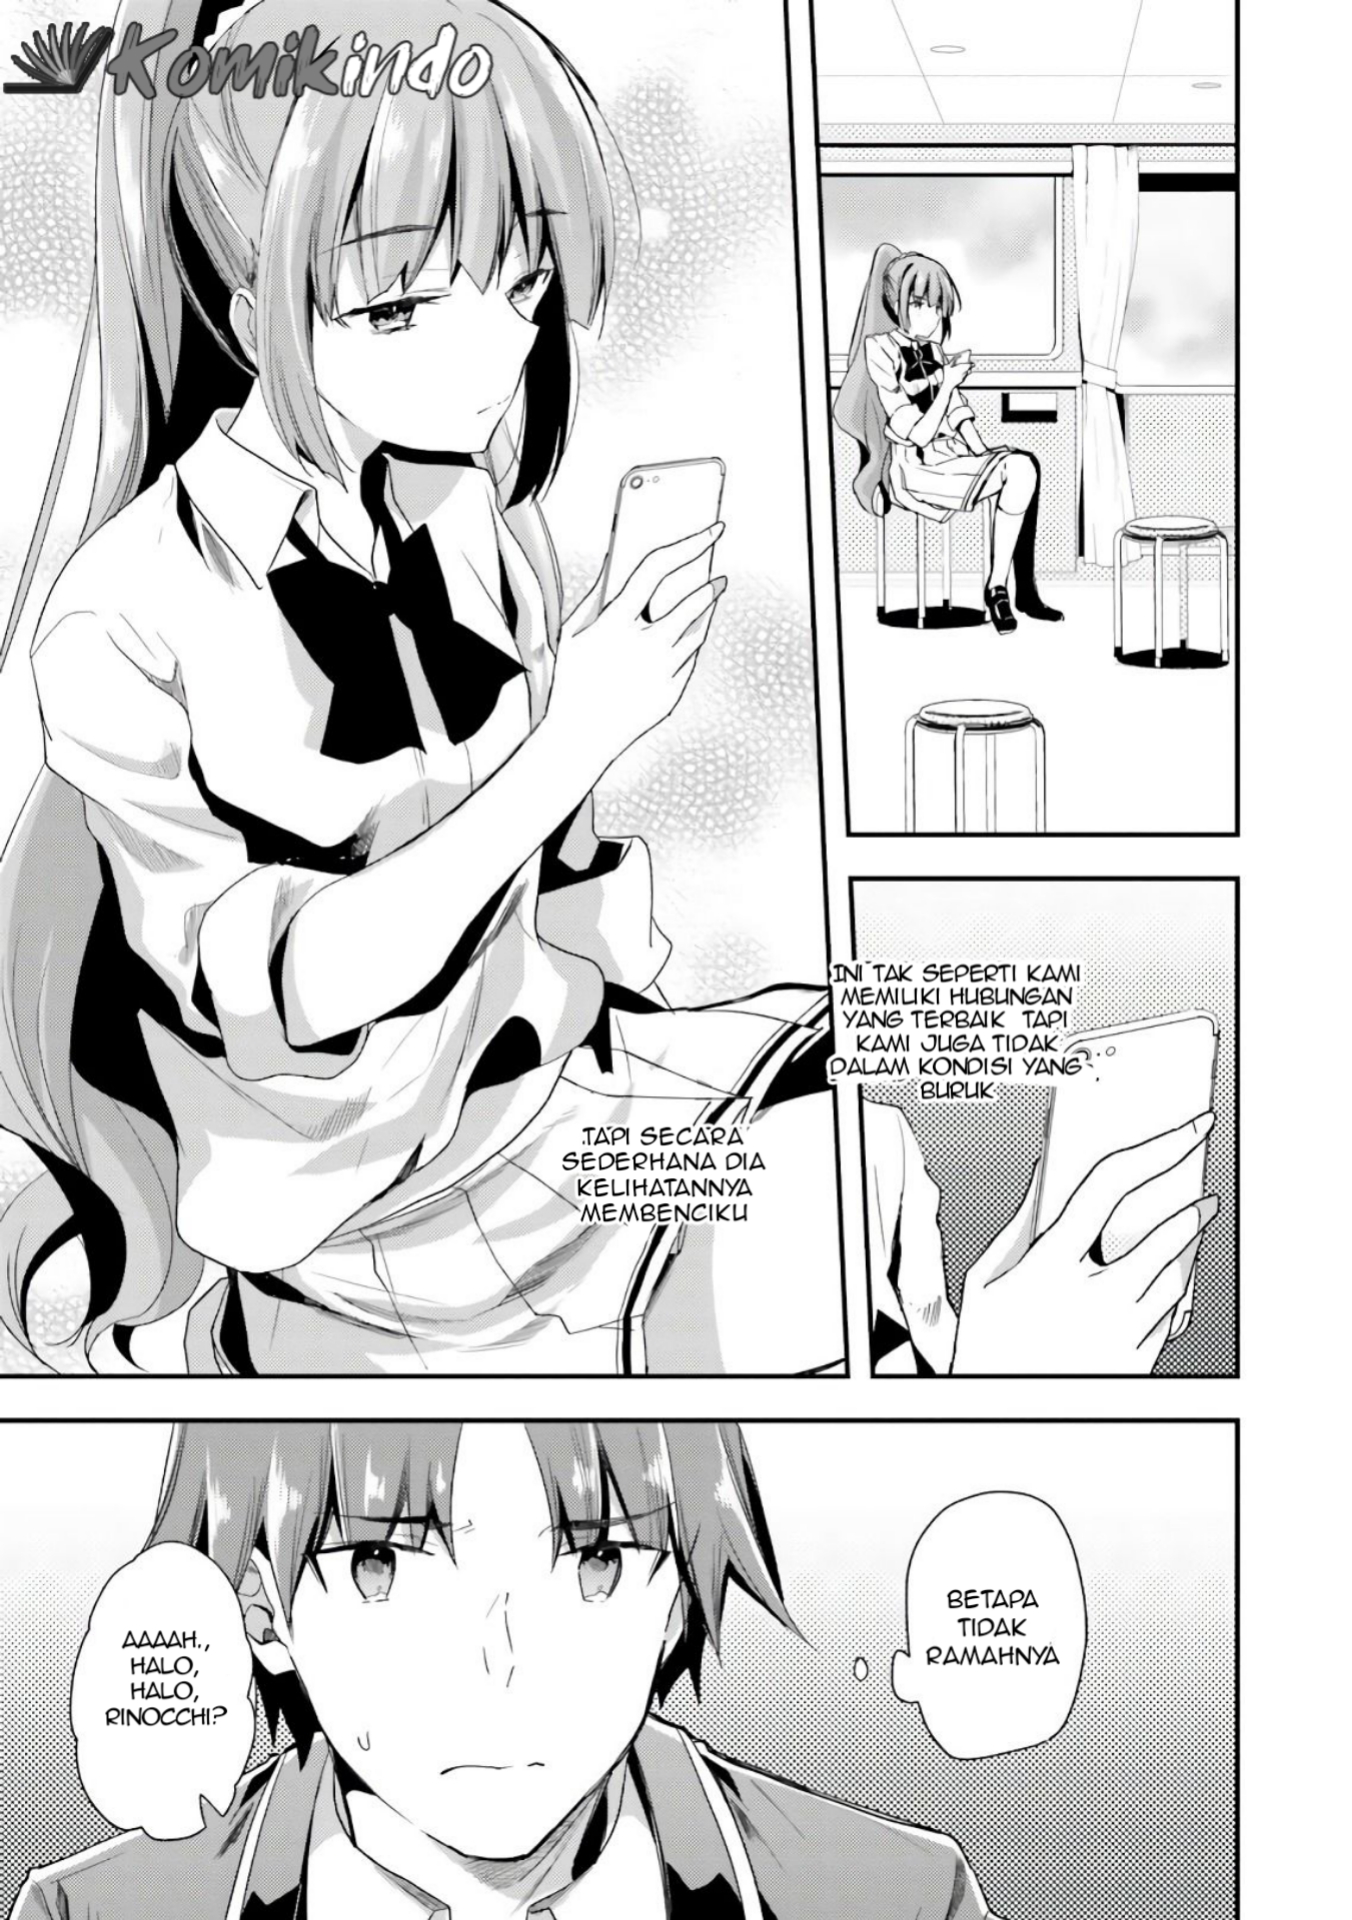 Komikindo
INI TAK SEPERTI KAMI
MEMILIKI HUBUNGAN
YANG TERBAIK TAPI
KAMI JUGA TIDAK
DALAM KONDISI YANG
BURUK
TAPI SECARA
SEDERHANA DIA
KELIHATANNYA
MEMBENCIKU
BETAPA
TIDAK
RAMAHNYA
AAAAH.,
HALO,
HALO,
RINOCCHI?